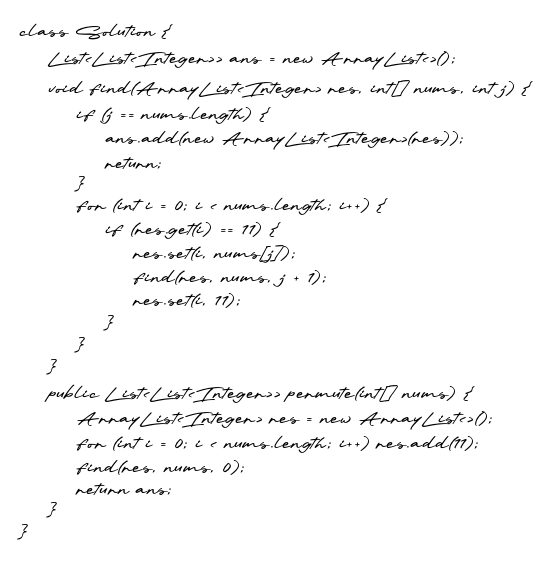 class Solution {
    List<List<Integer>> ans = new ArrayList<>();
    void find(ArrayList<Integer> res, int[] nums, int j) {
        if (j == nums.length) {
            ans.add(new ArrayList<Integer>(res));
            return;
        }
        for (int i = 0; i < nums.length; i++) {
            if (res.get(i) == 11) {
                res.set(i, nums[j]);
                find(res, nums, j + 1);
                res.set(i, 11);
            }
        }
    }
    public List<List<Integer>> permute(int[] nums) {
        ArrayList<Integer> res = new ArrayList<>();
        for (int i = 0; i < nums.length; i++) res.add(11);
        find(res, nums, 0);
        return ans;
    }
}